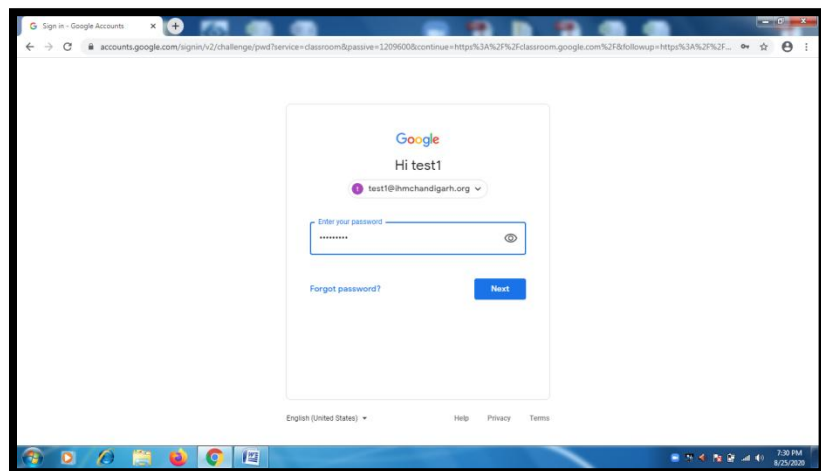 Sign in - Google Accounts
accounts.google.com/signin/v2/challenge/pwd?service=classroom&passive=1209600&continue=https%3A%2F%2Fclassroom.google.com%2F&followup=https%3A%2F%2F...
Google
Hi test1
test1@ihmchandigarh.org
Enter your password
Forgot password?
Next
English (United States)
Help Privacy Terms
7:30 PM
8/25/2020